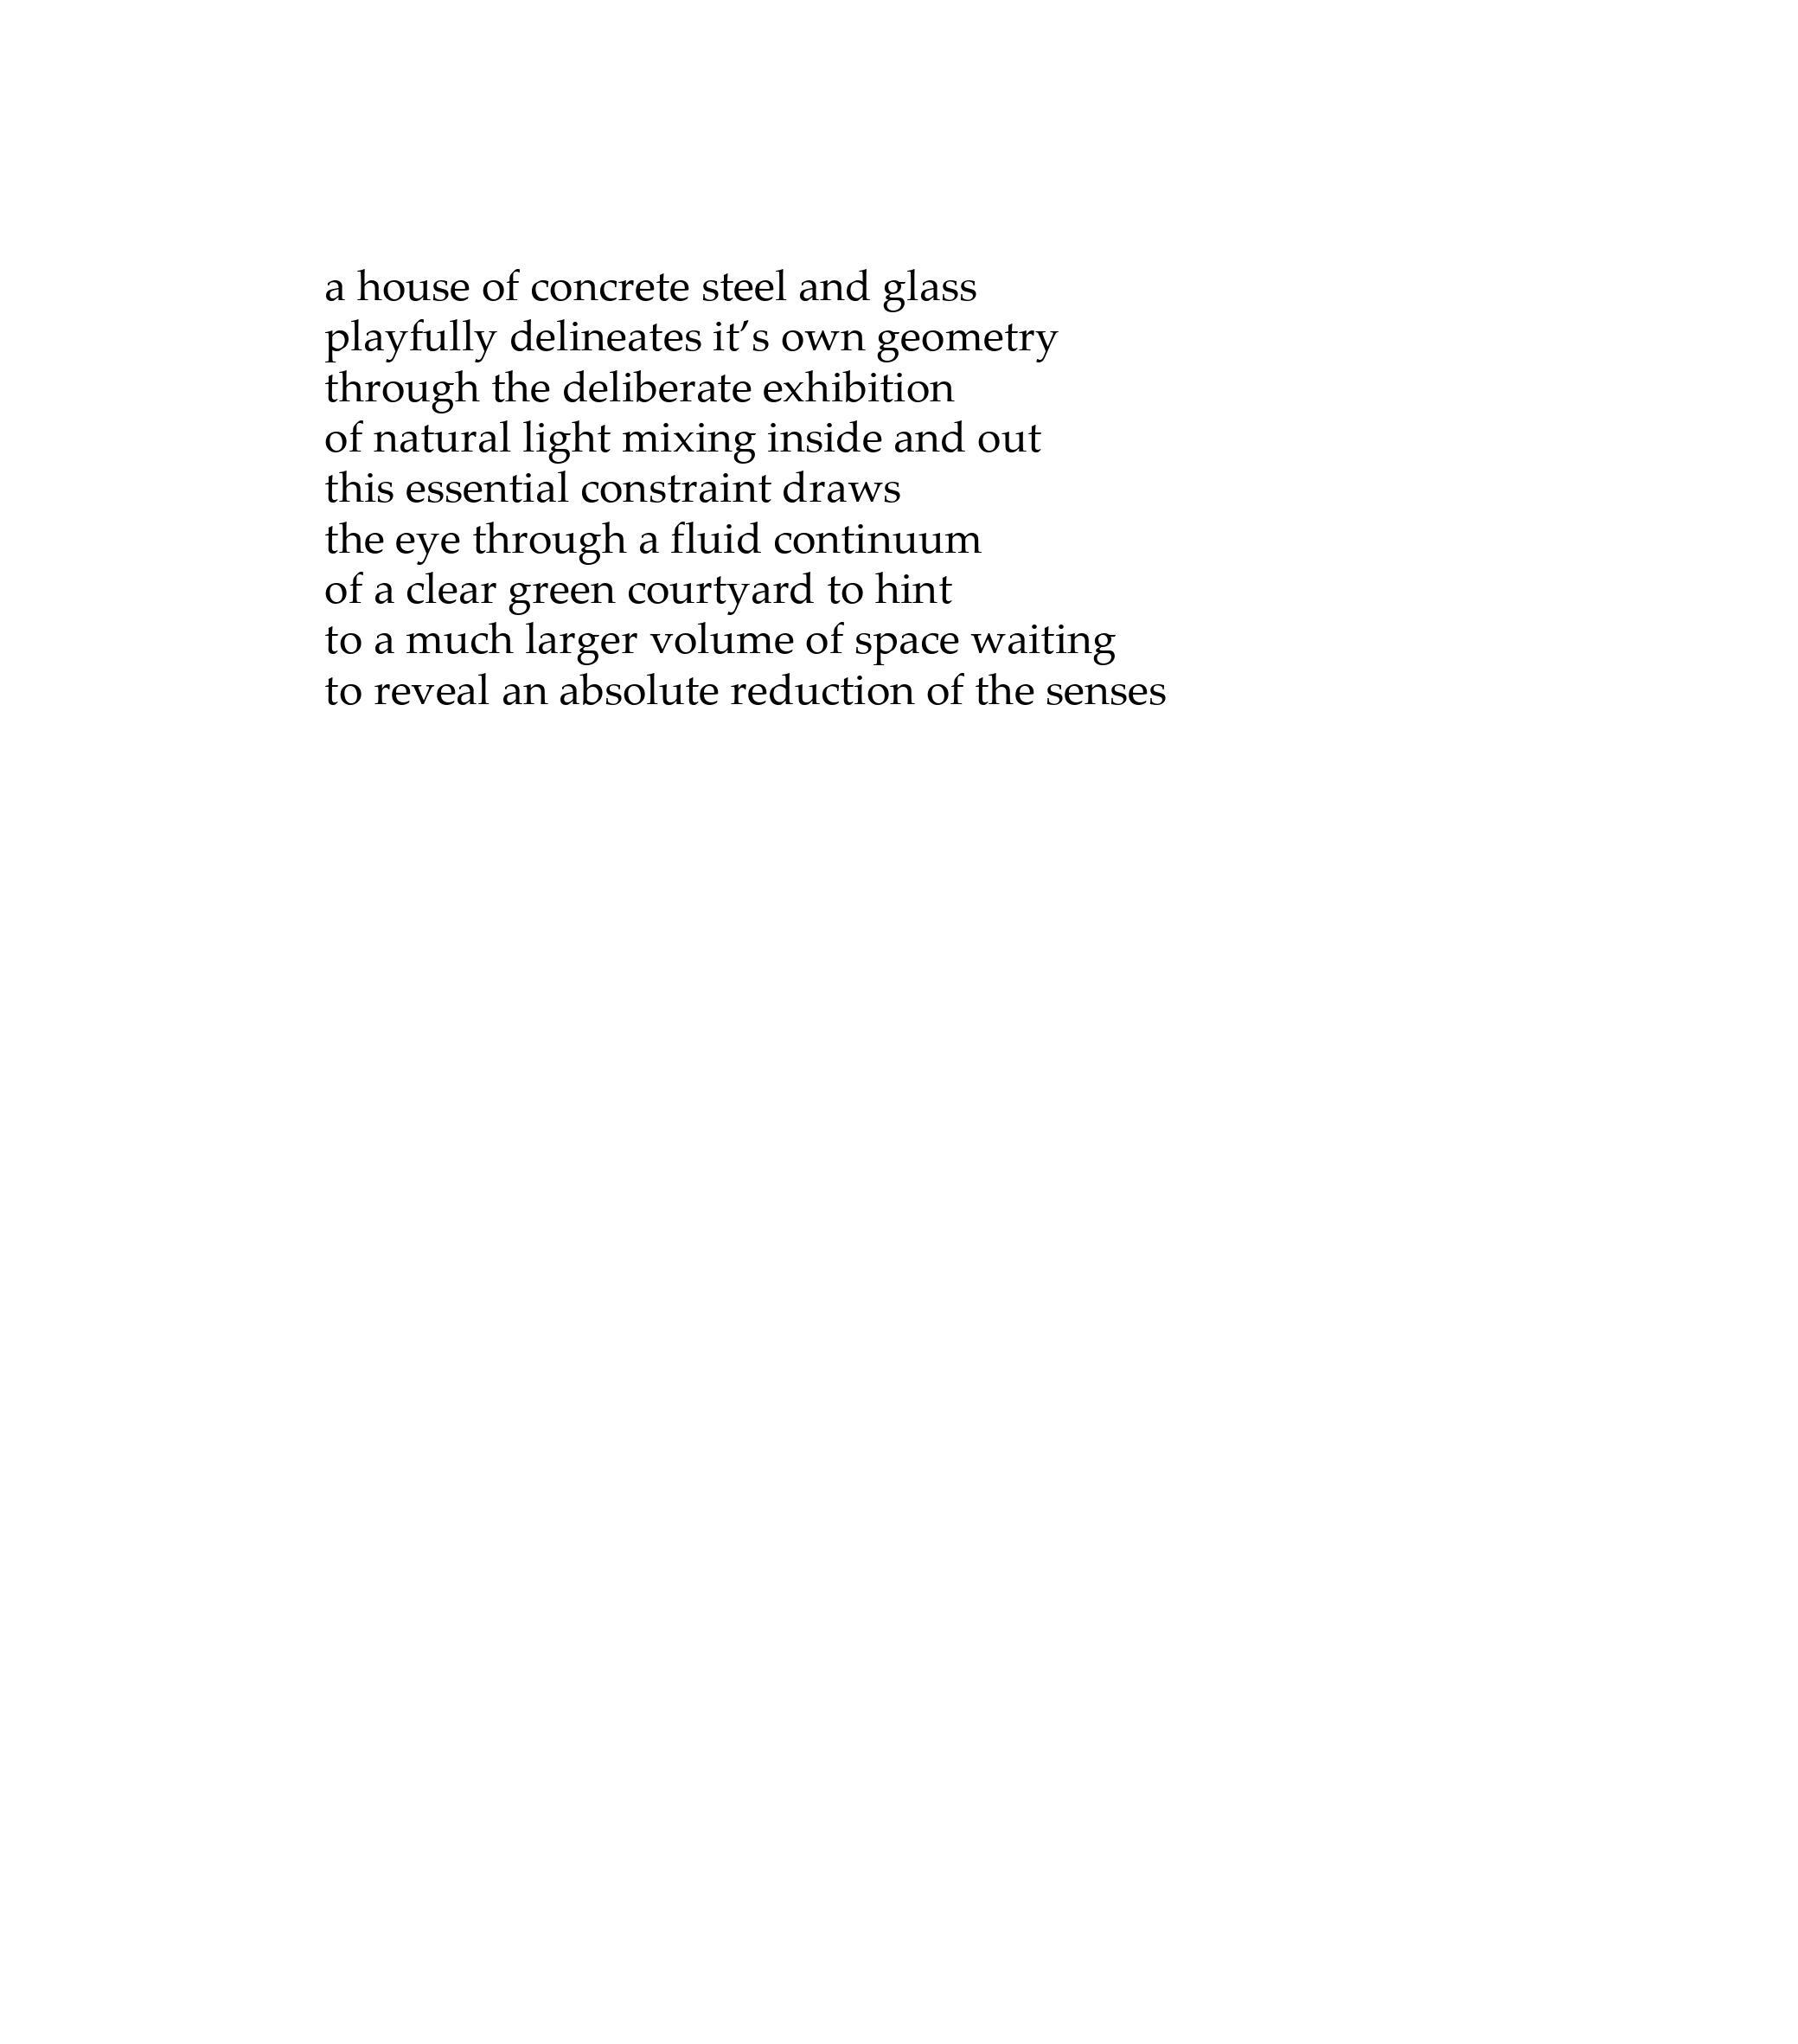 a house of concrete steel and glass
playfully delineates it’s own geometry
through the deliberate exhibition
of natural light mixing inside and out
this essential constraint draws
the eye through a fluid continuum
of a clear green courtyard to hint
to a much larger volume of space waiting
to reveal an absolute reduction of the senses